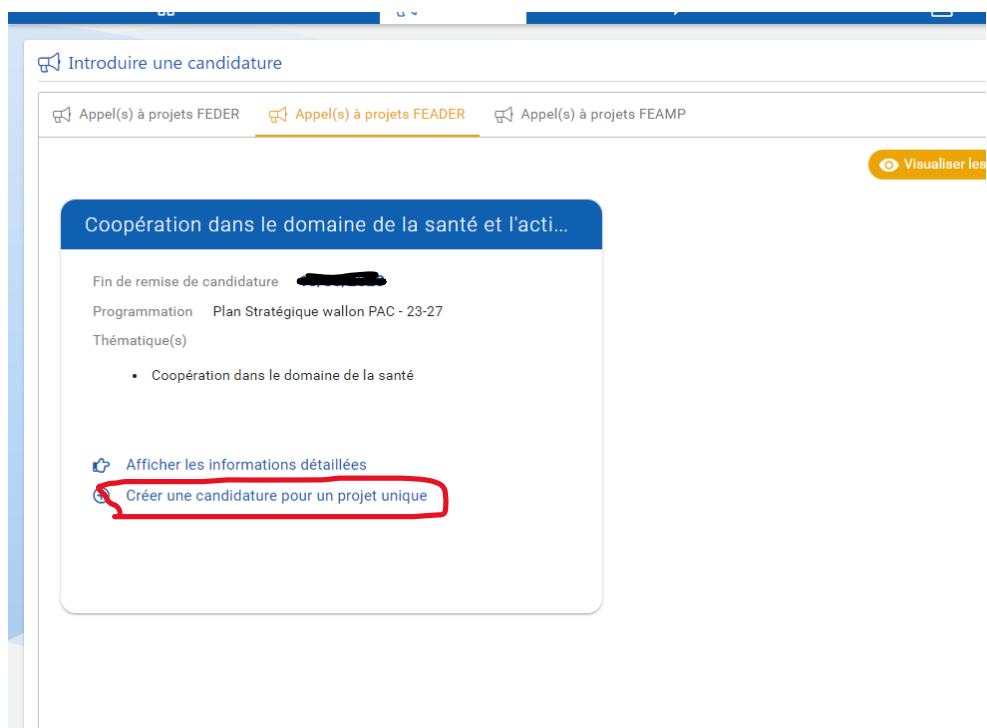 Introduire une candidature
Appel(s) à projets FEDER Appel(s) à projets FEADER Appel(s) à projets FEAMP
Visualiser les
Coopération dans le domaine de la santé et l'acti...
Fin de remise de candidature
Programmation Plan Stratégique wallon PAC - 23-27
Thématique(s)
• Coopération dans le domaine de la santé
Afficher les informations détaillées
Créer une candidature pour un projet unique